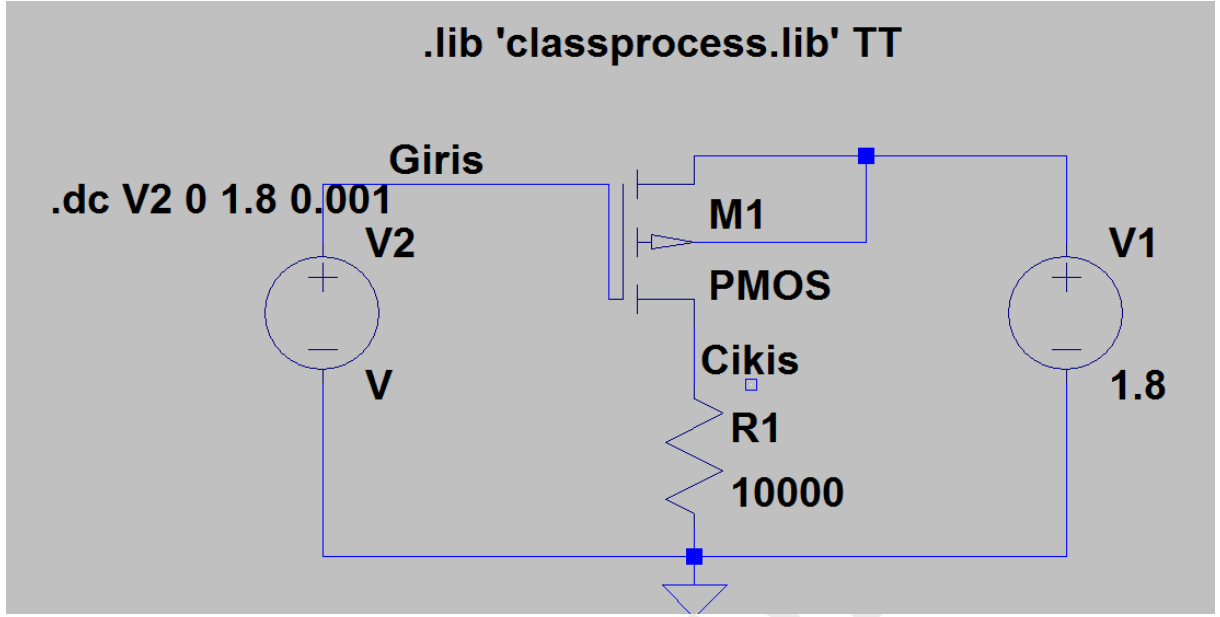 .lib 'classprocess.lib' TT
Giris
.dc V2 0 1.8 0.001
V2
V
M1
PMOS
V1
1.8
Cikis
R1
10000